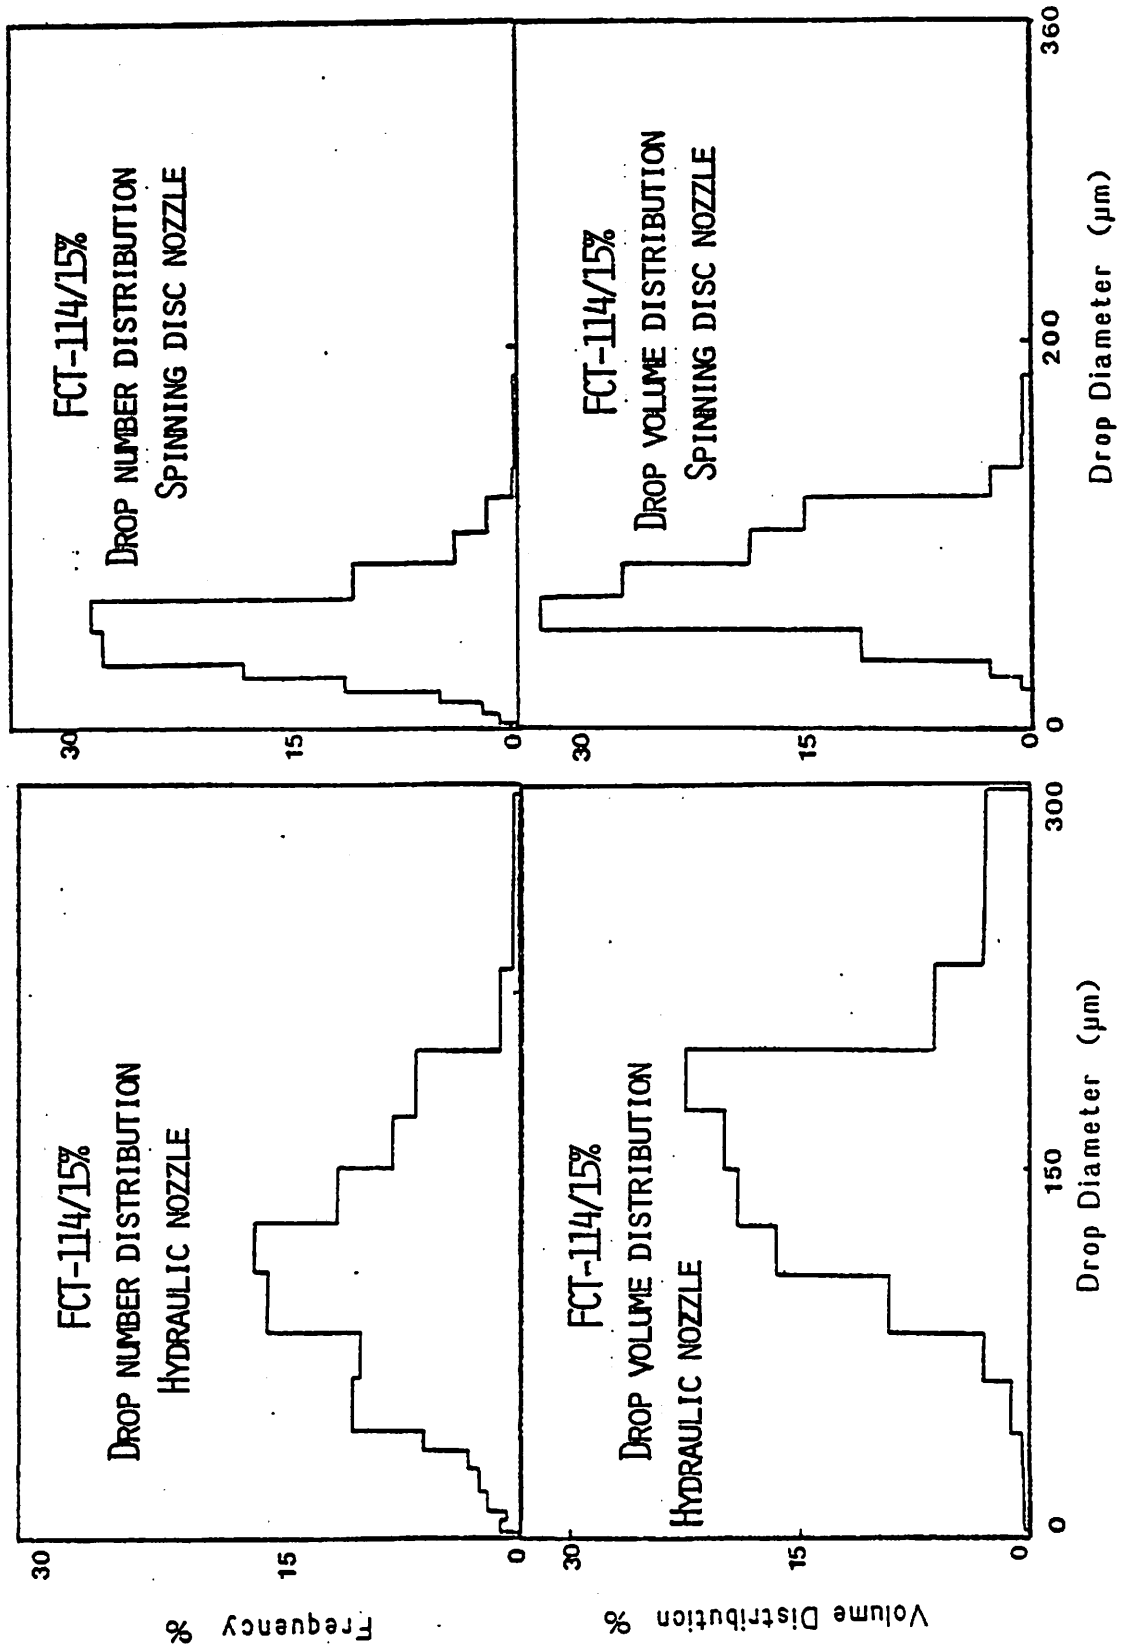 FCT-114/15%
DROP NUMBER DISTRIBUTION
HYDRAULIC NOZZLE
30
15
0
Frequency %
FCT-114/15%
DROP NUMBER DISTRIBUTION
SPINNING DISC NOZZLE
30
15
0
FCT-114/15%
DROP VOLUME DISTRIBUTION
HYDRAULIC NOZZLE
30
15
0
Volume Distribution %
0
150
300
Drop Diameter (µm)
FCT-114/15%
DROP VOLUME DISTRIBUTION
SPINNING DISC NOZZLE
30
15
0
0
200
360
Drop Diameter (µm)